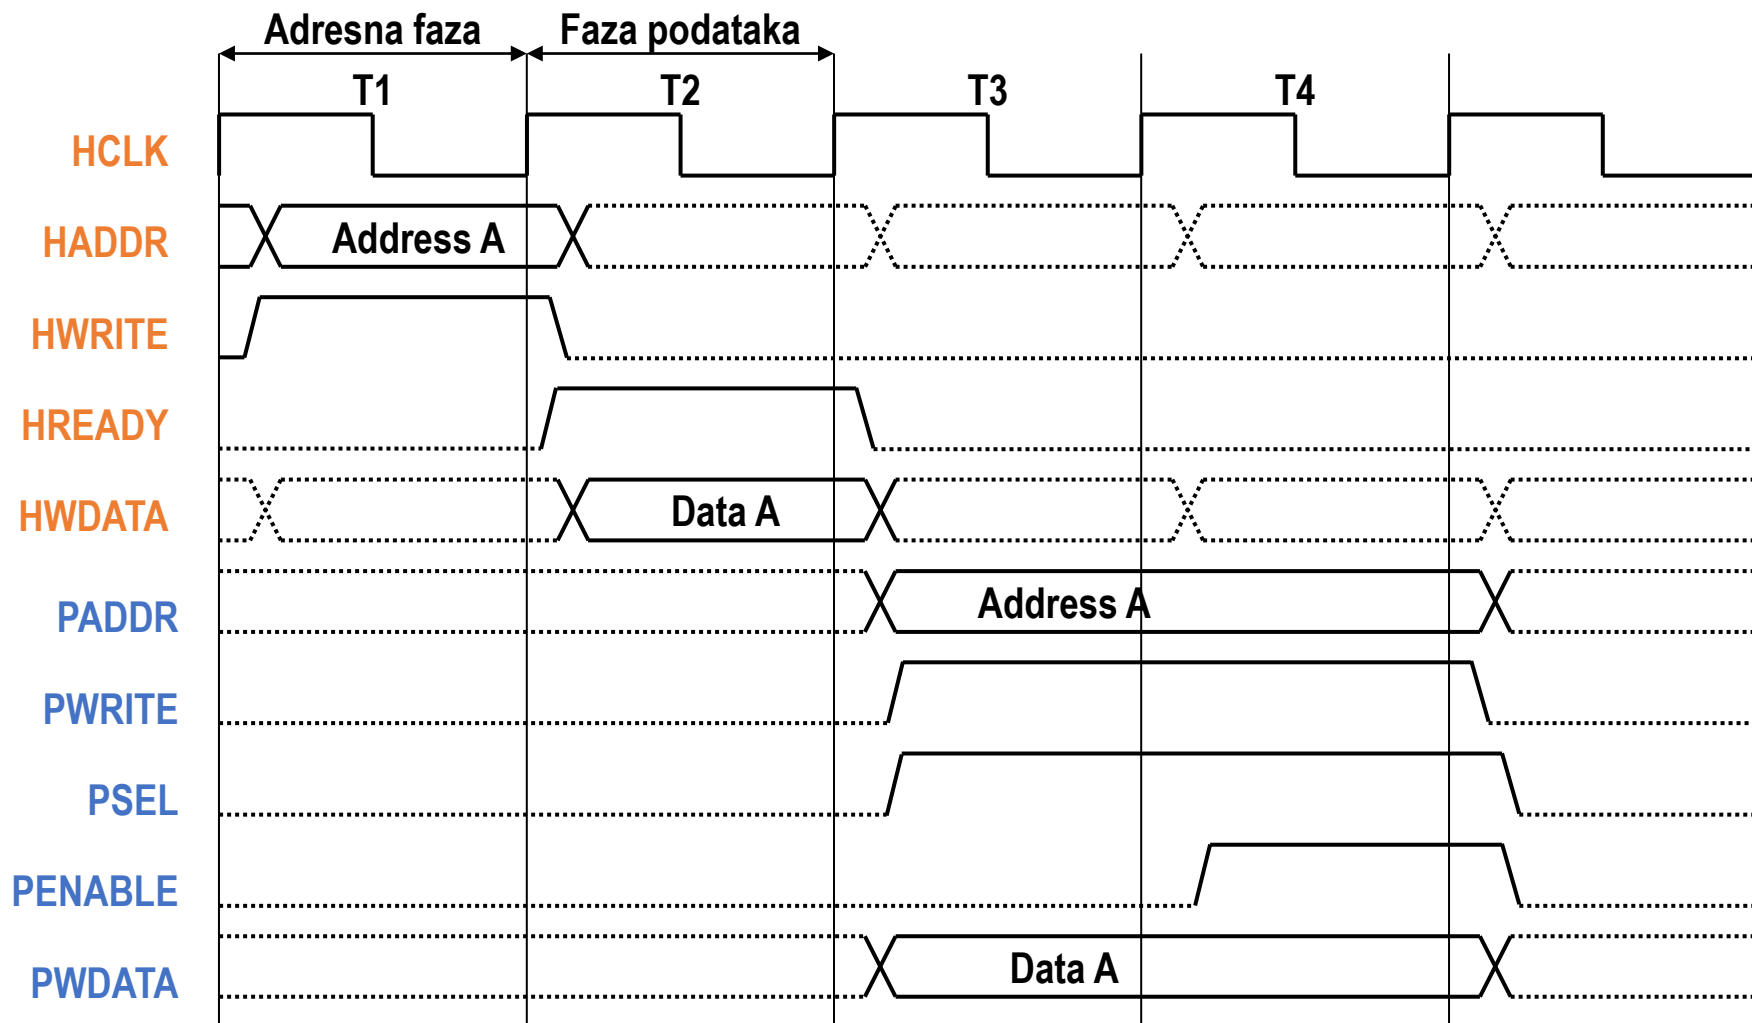 Adresna faza Faza podataka
T1 T2 T3 T4
HCLK
HADDR Address A
HWRITE
HREADY
HWDATA Data A
PADDR Address A
PWRITE
PSEL
PENABLE
PWDATA Data A